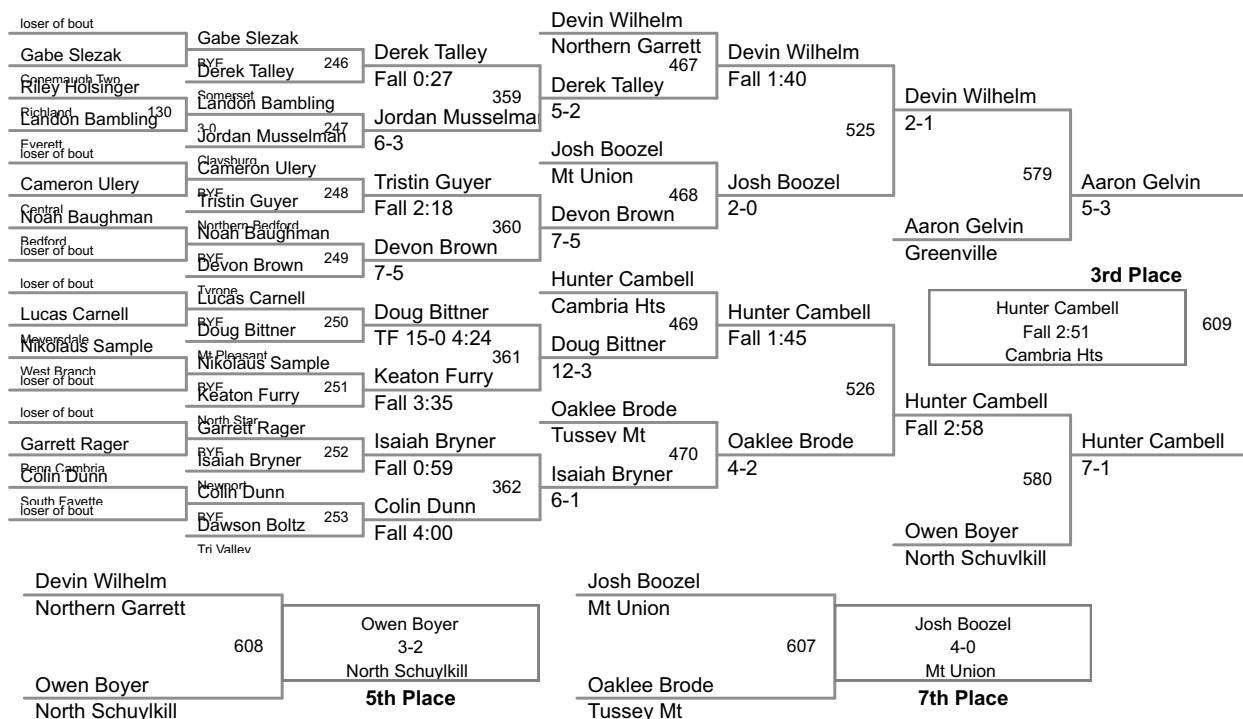 loser of bout
Gabe Slezak
Conemaugh Twp
Riley Holsinger
Richland
130
Landon Bambling
Everett
loser of bout
Cameron Ulery
Central
Noah Baughman
Bedford
loser of bout
loser of bout
Lucas Carnell
Meyersdale
Nikolaus Sample
West Branch
loser of bout
loser of bout
Garrett Rager
Penn Cambria
Colin Dunn
South Fayette
loser of bout
Gabe Slezak
BYE
246
Derek Talley
Somerset
Landon Bambling
3-0
247
Jordan Musselman
Claysburg
Cameron Ulery
BYE
248
Tristin Guyer
Northern Bedford
Noah Baughman
BYE
249
Devon Brown
Tyrone
Lucas Carnell
BYE
250
Doug Bittner
Mt Pleasant
Nikolaus Sample
BYE
251
Keaton Furry
North Star
Garrett Rager
BYE
252
Isaiah Bryner
Newport
Colin Dunn
BYE
253
Dawson Boltz
Tri Valley
Derek Talley
Fall 0:27
359
Jordan Musselman
6-3
Tristin Guyer
Fall 2:18
360
Devon Brown
7-5
Doug Bittner
TF 15-0 4:24
361
Keaton Furry
Fall 3:35
Isaiah Bryner
Fall 0:59
362
Colin Dunn
Fall 4:00
Devin Wilhelm
Northern Garrett
467
Derek Talley
5-2
Josh Boozel
Mt Union
468
Devon Brown
7-5
Hunter Cambell
Cambria Hts
469
Doug Bittner
12-3
Oaklee Brode
Tussey Mt
470
Isaiah Bryner
6-1
Devin Wilhelm
Fall 1:40
525
Josh Boozel
2-0
Hunter Cambell
Fall 1:45
526
Oaklee Brode
4-2
Devin Wilhelm
2-1
579
Aaron Gelvin
Greenville
Hunter Cambell
Fall 2:58
580
Owen Boyer
North Schuylkill
Aaron Gelvin
5-3
3rd Place
Hunter Cambell
Fall 2:51
Cambria Hts
609
Hunter Cambell
7-1
Devin Wilhelm
Northern Garrett
608
Owen Boyer
North Schuylkill
Owen Boyer
3-2
North Schuylkill
5th Place
Josh Boozel
Mt Union
607
Oaklee Brode
Tussey Mt
Josh Boozel
4-0
Mt Union
7th Place